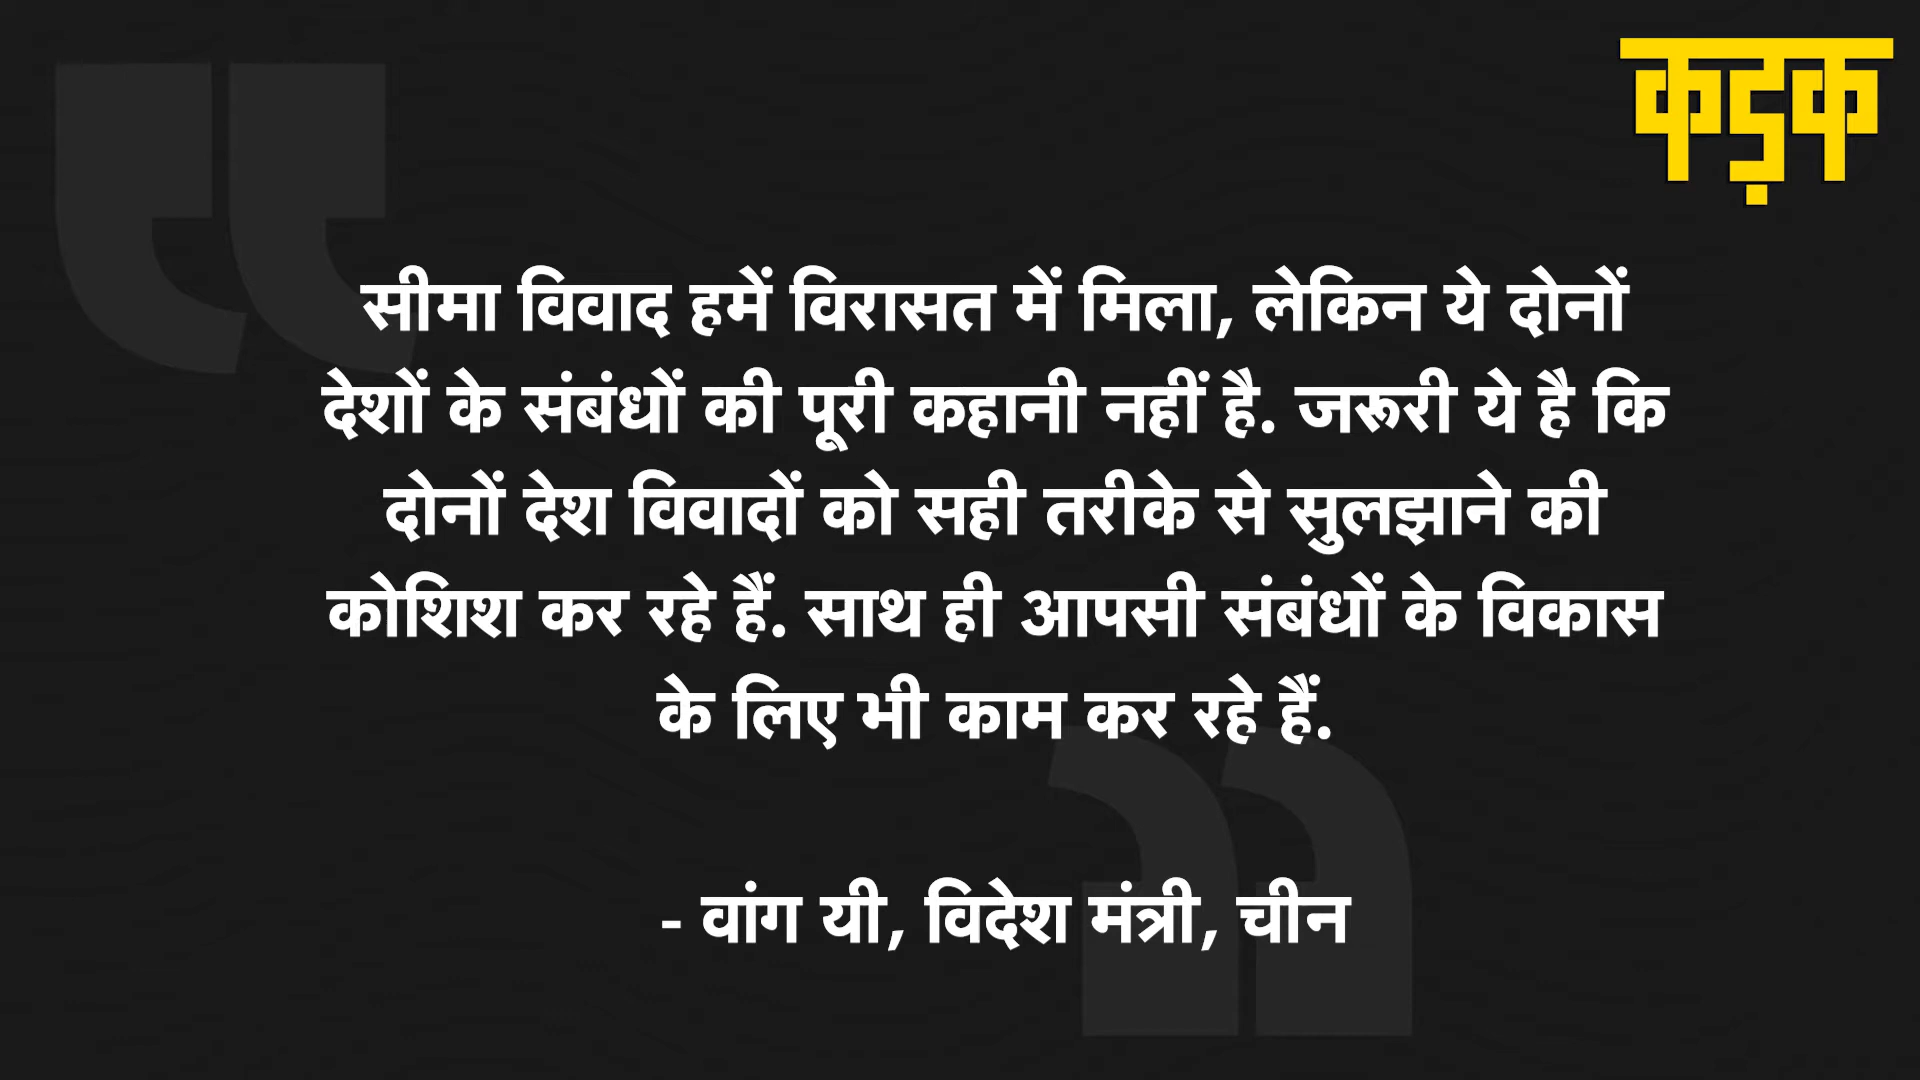 कड़क
सीमा विवाद हमें विरासत में मिला, लेकिन ये दोनों
देशों के संबंधों की पूरी कहानी नहीं है. जरूरी ये है कि
दोनों देश विवादों को सही तरीके से सुलझाने की
कोशिश कर रहे हैं. साथ ही आपसी संबंधों के विकास
के लिए भी काम कर रहे हैं.
- वांग यी, विदेश मंत्री, चीन